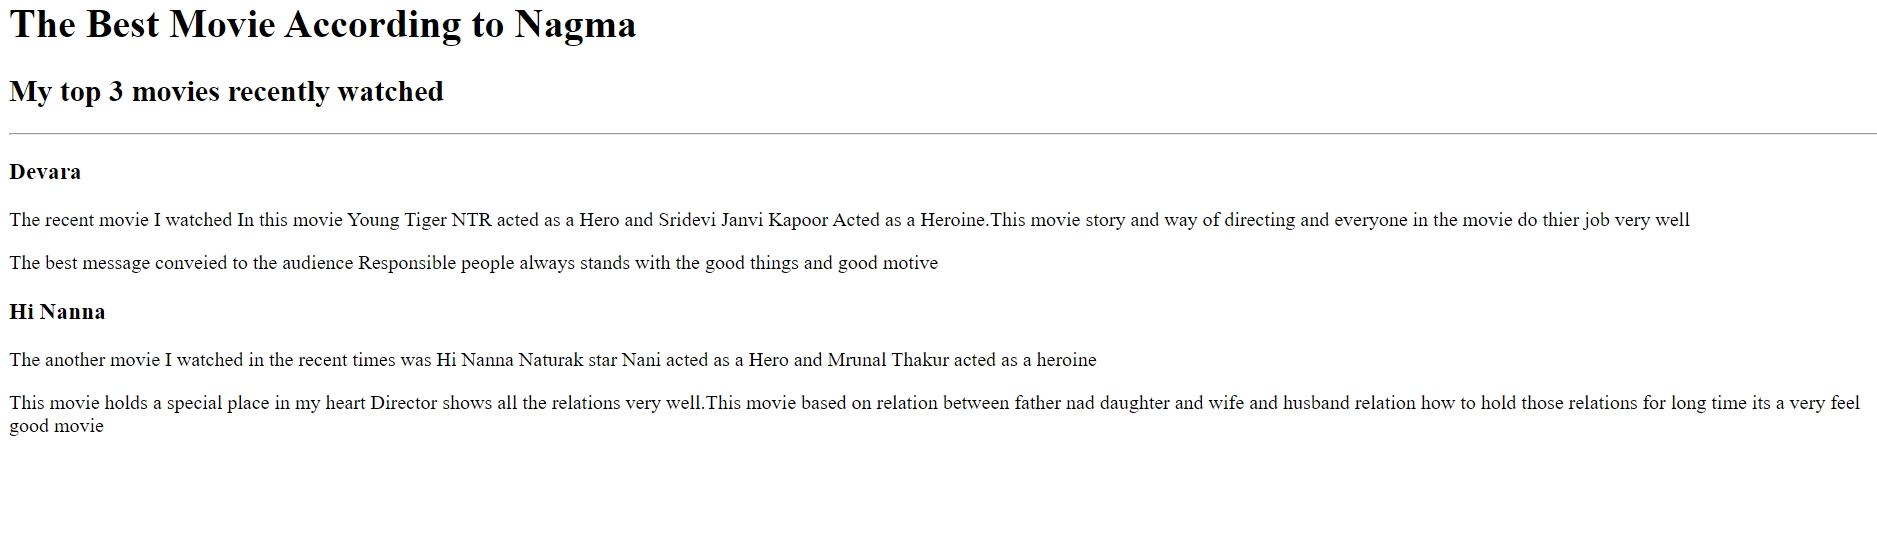 The Best Movie According to Nagma
My top 3 movies recently watched
Devara
The recent movie I watched In this movie Young Tiger NTR acted as a Hero and Sridevi Janvi Kapoor Acted as a Heroine.This movie story and way of directing and everyone in the movie do thier job very well
The best message conveied to the audience Responsible people always stands with the good things and good motive
Hi Nanna
The another movie I watched in the recent times was Hi Nanna Naturak star Nani acted as a Hero and Mrunal Thakur acted as a heroine
This movie holds a special place in my heart Director shows all the relations very well.This movie based on relation between father nad daughter and wife and husband relation how to hold those relations for long time its a very feel
good movie